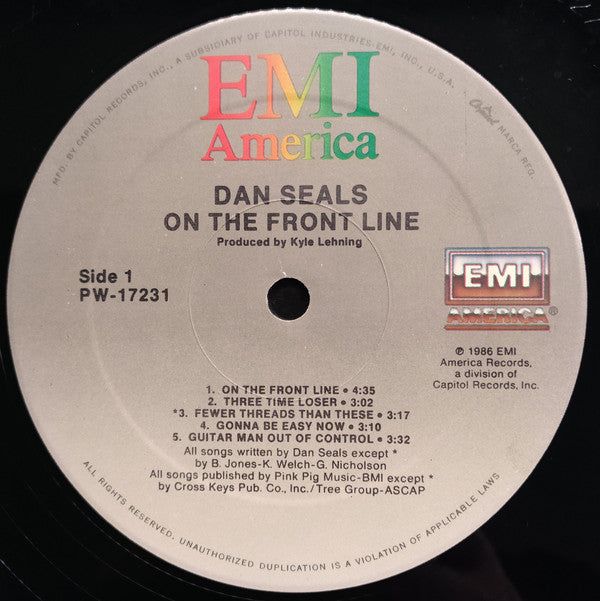 MFD. BY CAPITOL RECORDS, INC., A SUBSIDIARY OF CAPITOL INDUSTRIES-EMI, INC., U.S.A.
Capitol MARCA REG.
EMI
America
DAN SEALS
ON THE FRONT LINE
Produced by Kyle Lehning
Side 1
PW-17231
EMI
AMERICA®
℗ 1986 EMI
America Records,
a division of
Capitol Records, Inc.
1. ON THE FRONT LINE • 4:35
2. THREE TIME LOSER • 3:02
*3. FEWER THREADS THAN THESE • 3:17
4. GONNA BE EASY NOW • 3:10
5. GUITAR MAN OUT OF CONTROL • 3:32
All songs written by Dan Seals except *
by B. Jones-K. Welch-G. Nicholson
All songs published by Pink Pig Music-BMI except *
by Cross Keys Pub. Co., Inc./Tree Group-ASCAP
ALL RIGHTS RESERVED. UNAUTHORIZED DUPLICATION IS A VIOLATION OF APPLICABLE LAWS